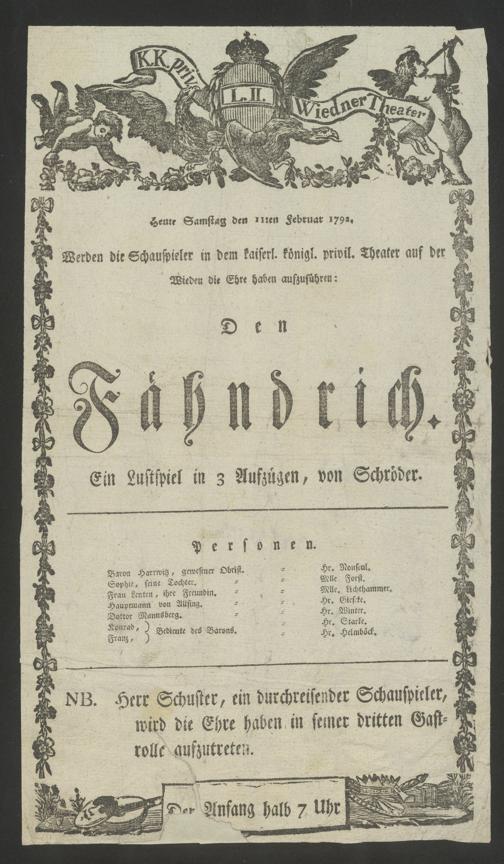 K.K. priv.
L. II.
Wiedner Theater
Heute Samstag den 11ten Februar 1792.
Werden die Schauspieler in dem kaiserl. königl. privil. Theater auf der
Wieden die Ehre haben aufzuführen:
Den
Fähndrich.
Ein Lustspiel in 3 Aufzügen, von Schröder.
Personen.
Baron Harrwitz, gewesner Obrist. = Hr. Nouseul.
Sophie, seine Tochter. = = Mlle Forst.
Frau Lenten, ihre Freundin. = = Mlle. Lichthammer.
Hauptmann von Allfing. = = Hr. Gieseke.
Doktor Mannsberg. = = Hr. Winter.
Konrad, } Bediente des Barons. = Hr. Starke.
Franz, } = Hr. Helmböck.
NB. Herr Schuster, ein durchreisender Schauspieler,
wird die Ehre haben in seiner dritten Gast-
rolle aufzutreten.
Der Anfang halb 7 Uhr